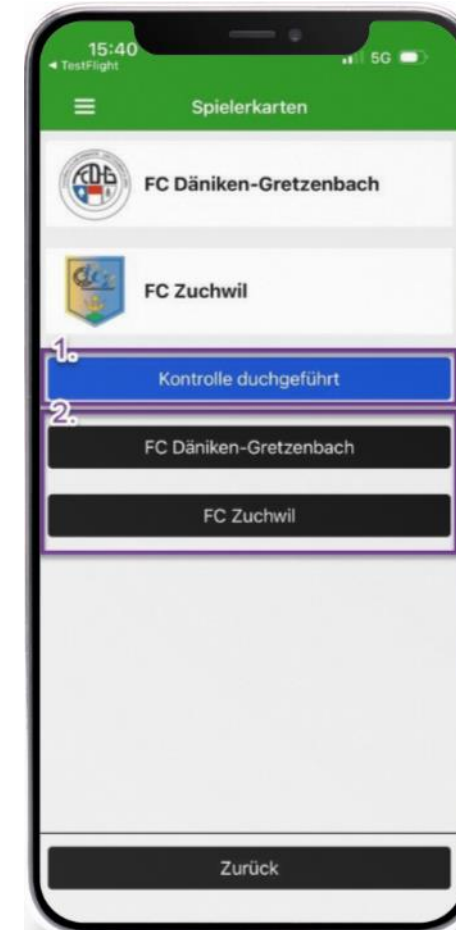 15:40
5G
◄ TestFlight
Spielerkarten
FC Däniken-Gretzenbach
FC Zuchwil
1.
Kontrolle duchgeführt
2.
FC Däniken-Gretzenbach
FC Zuchwil
Zurück